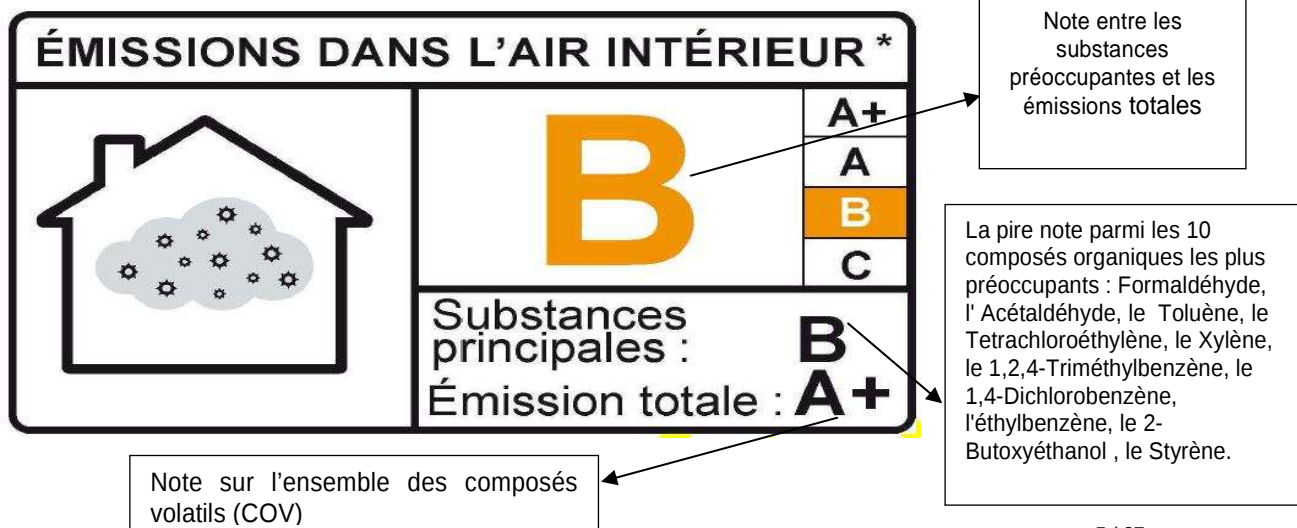 Note entre les
substances
préoccupantes et les
émissions totales
ÉMISSIONS DANS L'AIR INTÉRIEUR *
B
A+
A
B
C
Substances
principales : B
Émission totale : A+
La pire note parmi les 10
composés organiques les plus
préoccupants : Formaldéhyde,
l' Acétaldéhyde, le Toluène, le
Tetrachloroéthylène, le Xylène,
le 1,2,4-Triméthylbenzène, le
1,4-Dichlorobenzène,
l'éthylbenzène, le 2-
Butoxyéthanol , le Styrène.
Note sur l'ensemble des composés
volatils (COV)